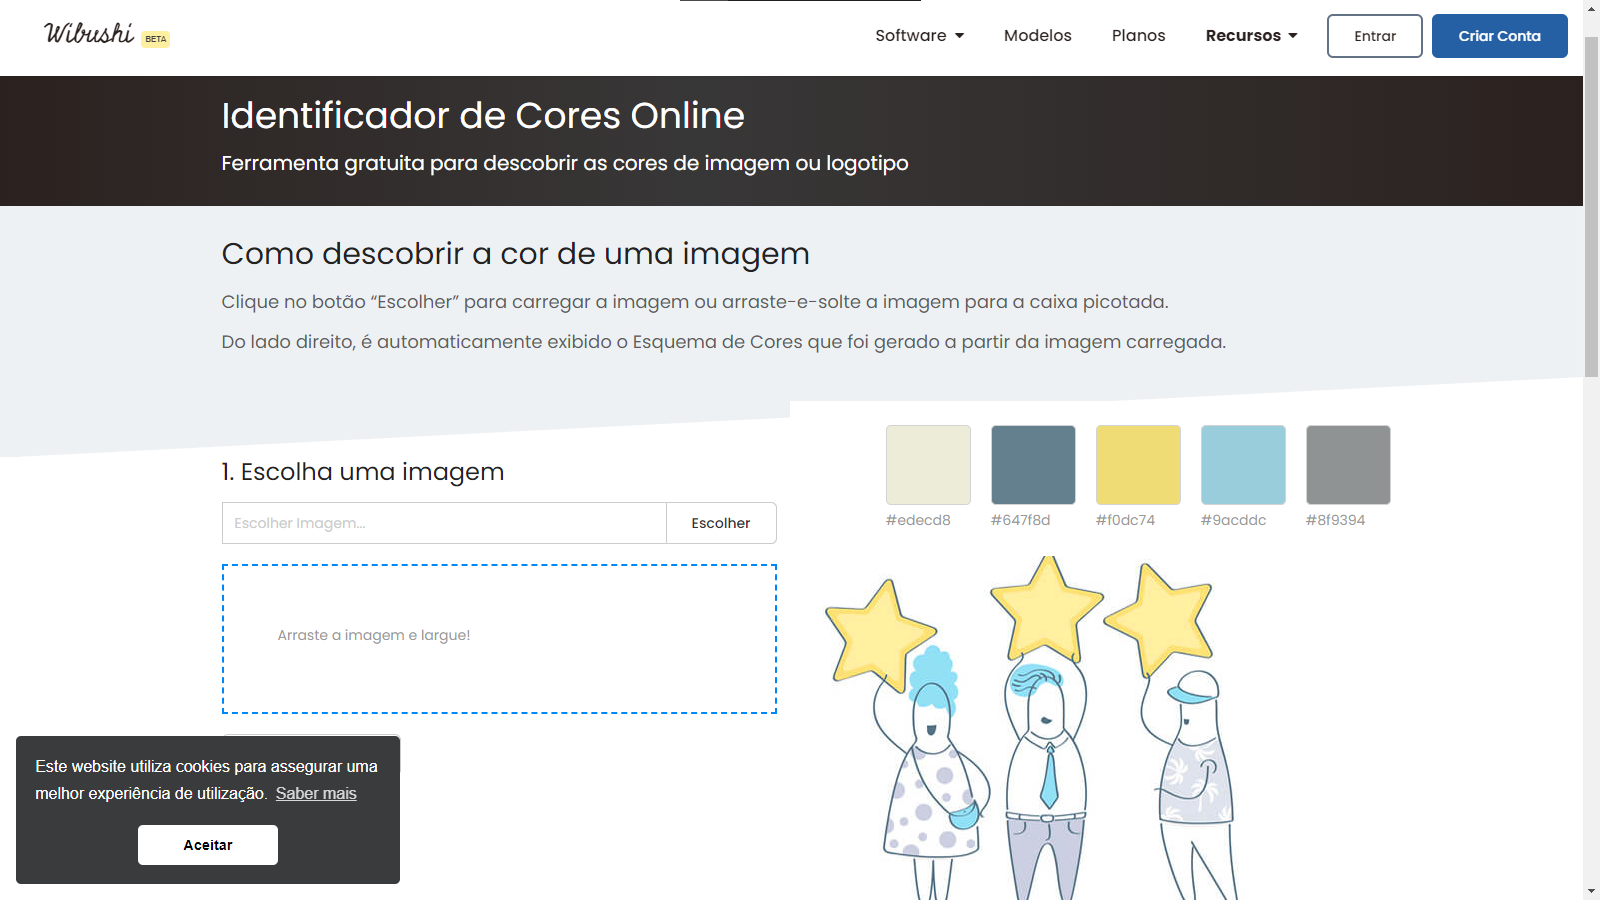 Wibushi BETA
Software Modelos Planos Recursos Entrar Criar Conta
Identificador de Cores Online
Ferramenta gratuita para descobrir as cores de imagem ou logotipo
Como descobrir a cor de uma imagem
Clique no botão “Escolher” para carregar a imagem ou arraste-e-solte a imagem para a caixa picotada.
Do lado direito, é automaticamente exibido o Esquema de Cores que foi gerado a partir da imagem carregada.
1. Escolha uma imagem
Escolher Imagem... Escolher
Arraste a imagem e largue!
#edecd8 #647f8d #f0dc74 #9acddc #8f9394
Este website utiliza cookies para assegurar uma
melhor experiência de utilização. Saber mais
Aceitar